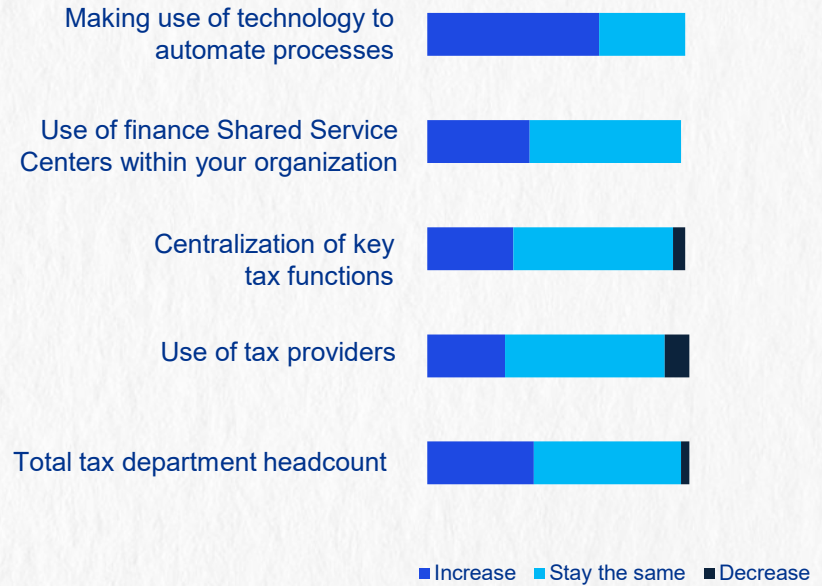 Making use of technology to
automate processes
Use of finance Shared Service
Centers within your organization
Centralization of key
tax functions
Use of tax providers
Total tax department headcount
Increase Stay the same Decrease